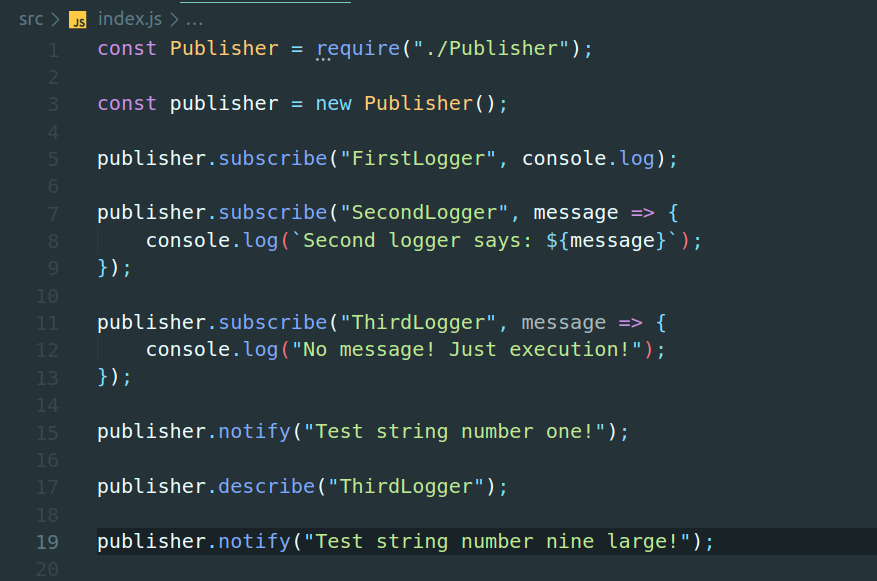 src > JS index.js > ...
1 const Publisher = require("./Publisher");
2
3 const publisher = new Publisher();
4
5 publisher.subscribe("FirstLogger", console.log);
6
7 publisher.subscribe("SecondLogger", message => {
8     console.log(`Second logger says: ${message}`);
9 });
10
11 publisher.subscribe("ThirdLogger", message => {
12     console.log("No message! Just execution!");
13 });
14
15 publisher.notify("Test string number one!");
16
17 publisher.describe("ThirdLogger");
18
19 publisher.notify("Test string number nine large!");
20